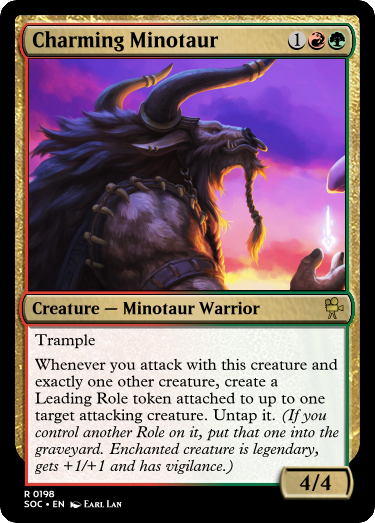 Charming Minotaur 1
Creature — Minotaur Warrior
Trample
Whenever you attack with this creature and
exactly one other creature, create a
Leading Role token attached to up to one
target attacking creature. Untap it. (If you
control another Role on it, put that one into the
graveyard. Enchanted creature is legendary,
gets +1/+1 and has vigilance.)
4/4
R 0198
SOC • EN Earl Lan